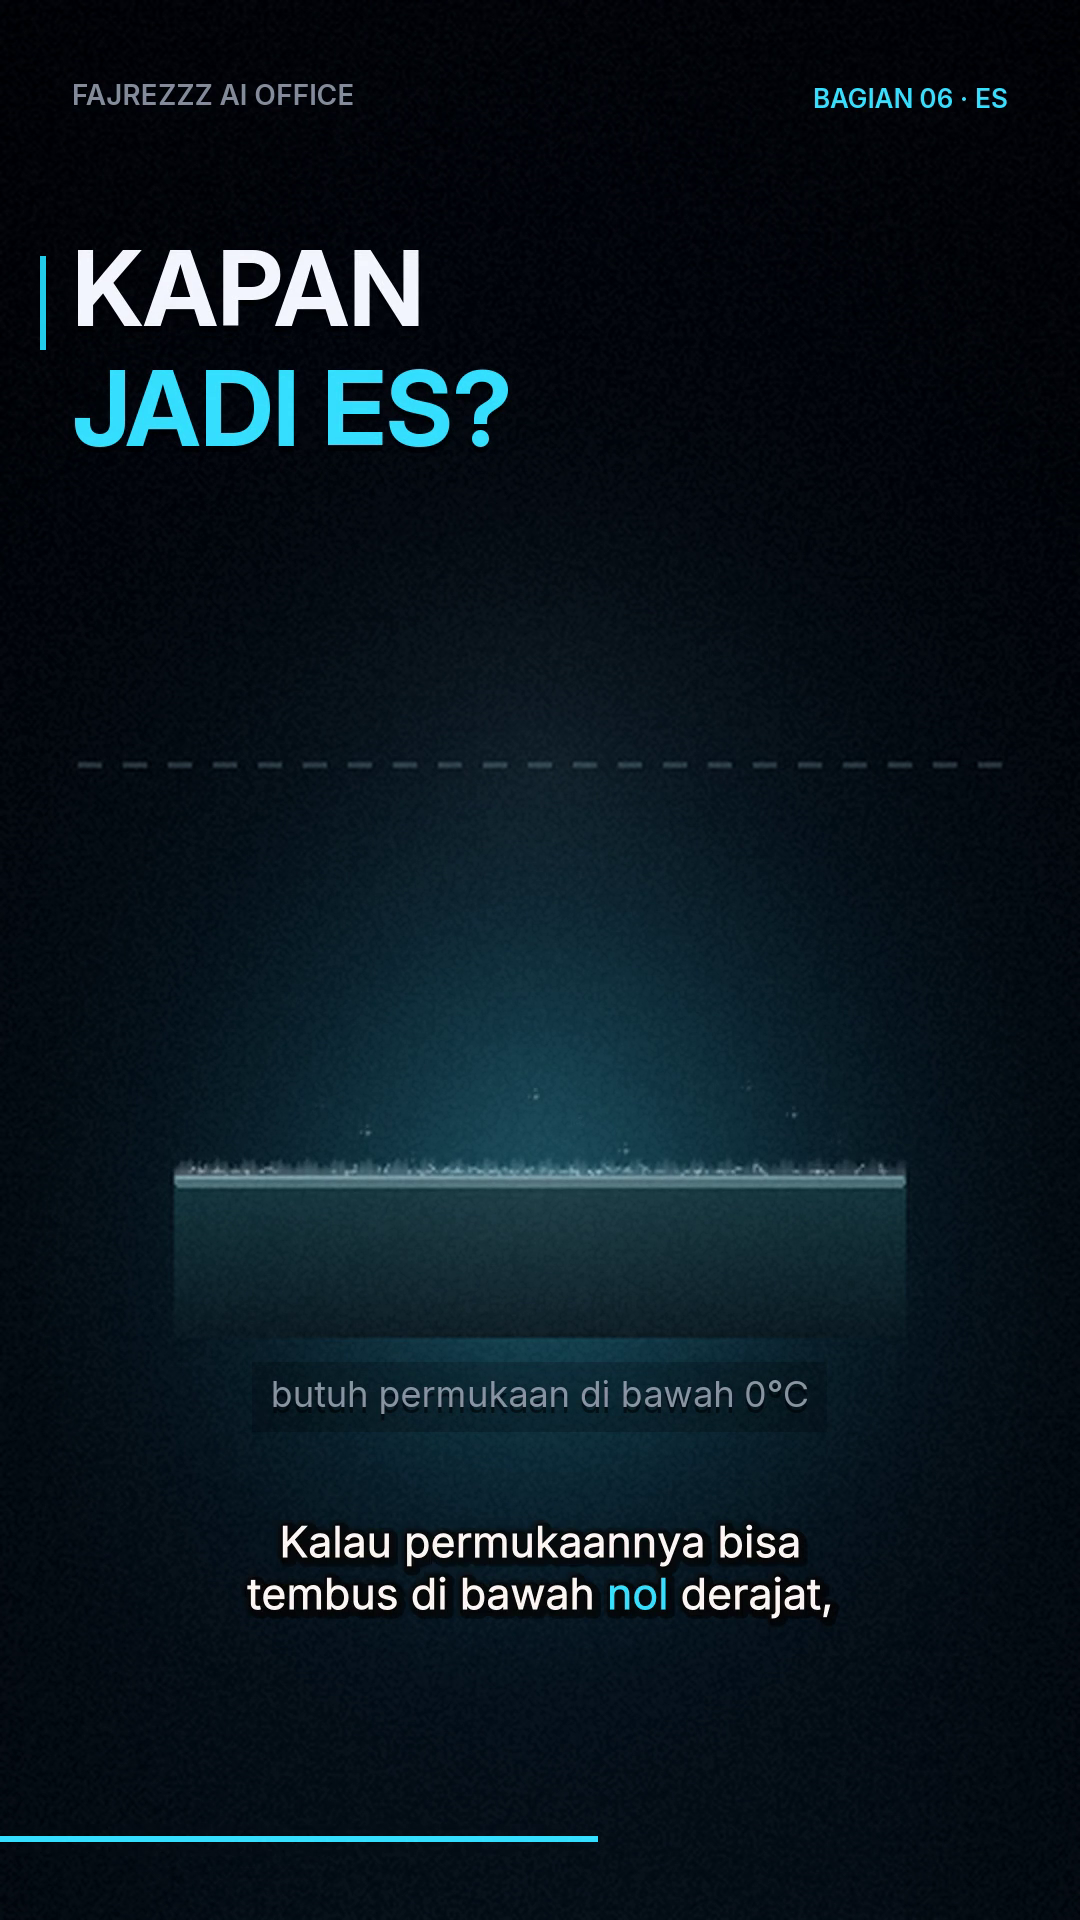 FAJREZZZ AI OFFICE
BAGIAN 06 · ES
KAPAN
JADI ES?
butuh permukaan di bawah 0°C
Kalau permukaannya bisa
tembus di bawah nol derajat,